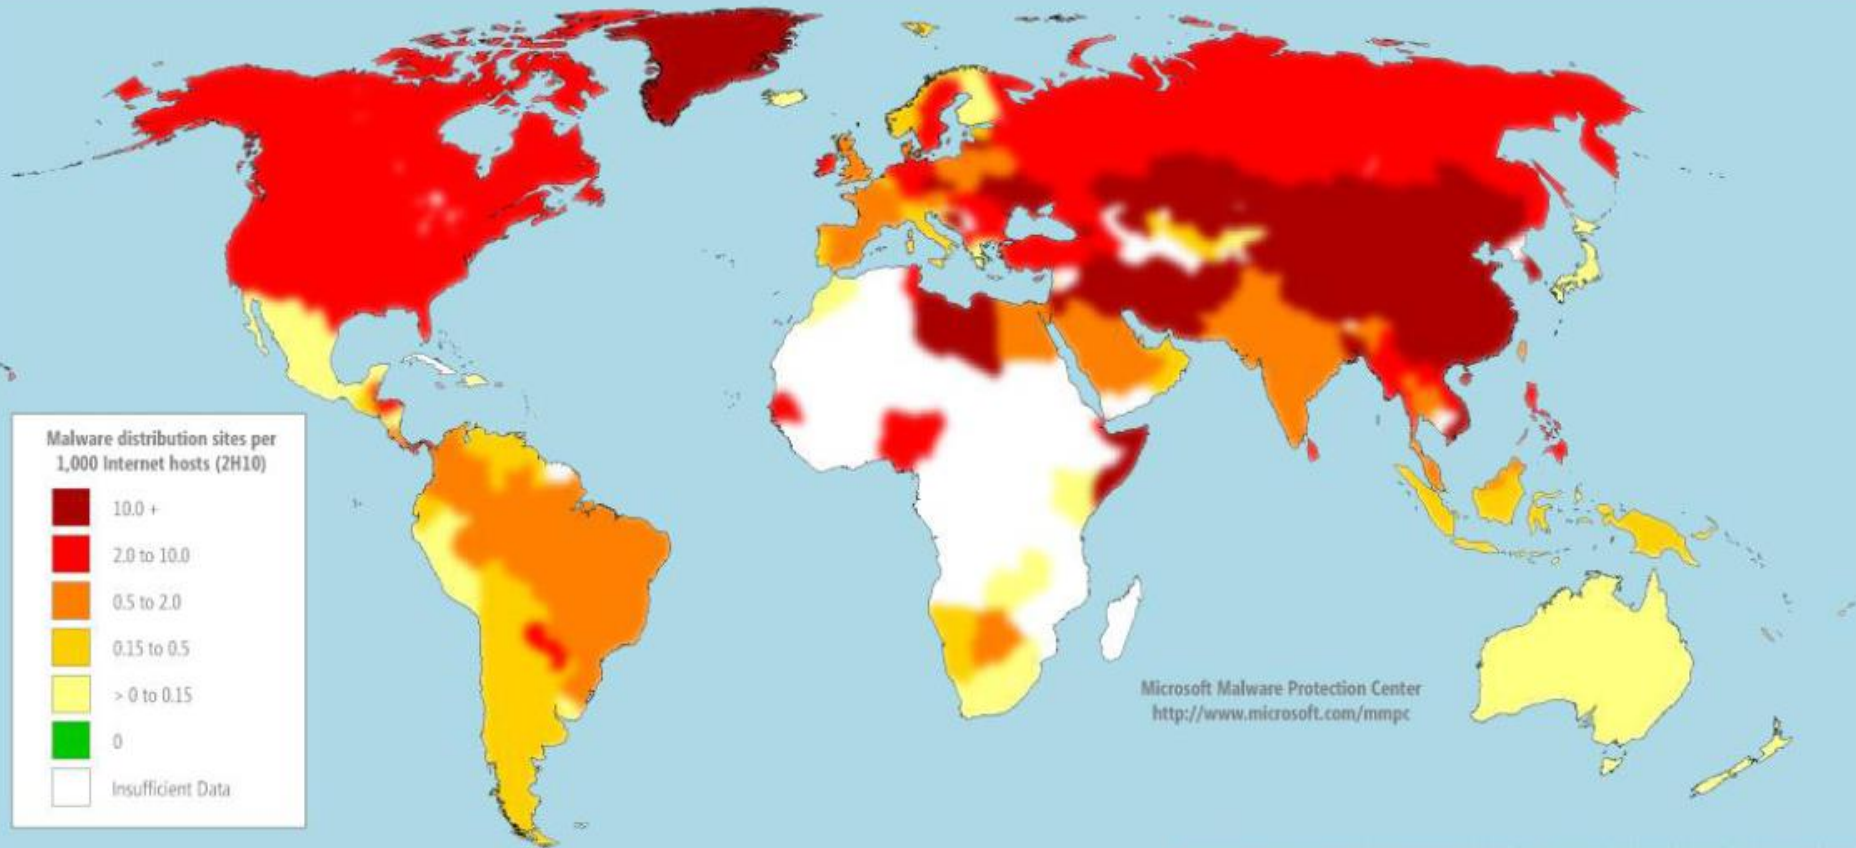 Malware distribution sites per
1,000 Internet hosts (2H10)
10.0 +
2.0 to 10.0
0.5 to 2.0
0.15 to 0.5
> 0 to 0.15
0
Insufficient Data
Microsoft Malware Protection Center
http://www.microsoft.com/mmpc